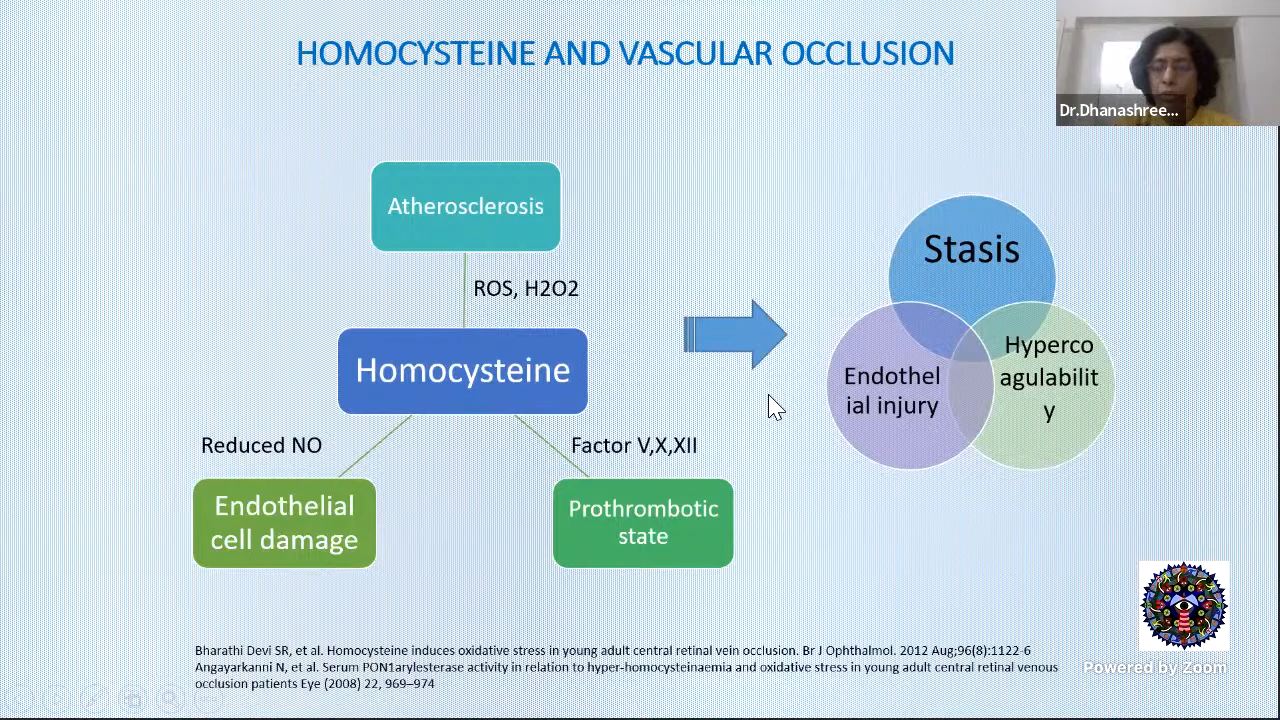 HOMOCYSTEINE AND VASCULAR OCCLUSION
Dr.Dhanashree...
Atherosclerosis
ROS, H2O2
Homocysteine
Reduced NO
Factor V,X,XII
Endothelial
cell damage
Prothrombotic
state
Stasis
Endothel
ial injury
Hyperco
agulabilit
y
Bharathi Devi SR, et al. Homocysteine induces oxidative stress in young adult central retinal vein occlusion. Br J Ophthalmol. 2012 Aug;96(8):1122-6
Angayarkanni N, et al. Serum PON1arylesterase activity in relation to hyper-homocysteinaemia and oxidative stress in young adult central retinal venous
occlusion patients Eye (2008) 22, 969–974
Powered by Zoom